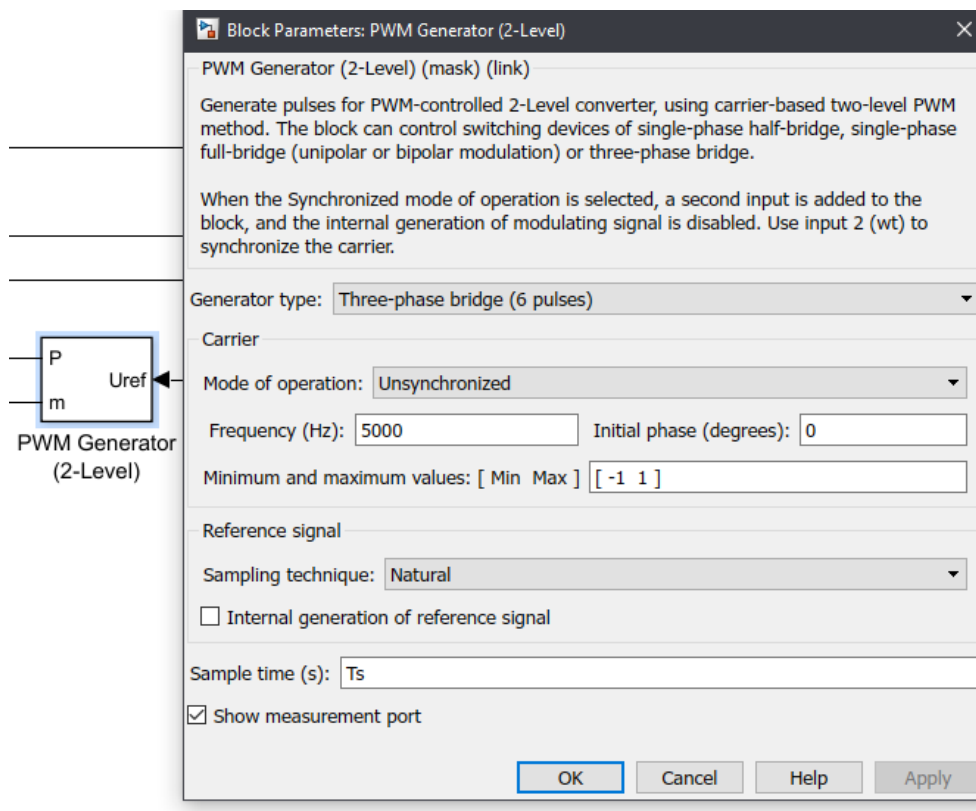 Block Parameters: PWM Generator (2-Level)
PWM Generator (2-Level) (mask) (link)
Generate pulses for PWM-controlled 2-Level converter, using carrier-based two-level PWM
method. The block can control switching devices of single-phase half-bridge, single-phase
full-bridge (unipolar or bipolar modulation) or three-phase bridge.
When the Synchronized mode of operation is selected, a second input is added to the
block, and the internal generation of modulating signal is disabled. Use input 2 (wt) to
synchronize the carrier.
Generator type: Three-phase bridge (6 pulses)
Carrier
Mode of operation: Unsynchronized
Frequency (Hz): 5000 Initial phase (degrees): 0
Minimum and maximum values: [ Min Max ] [ -1 1 ]
Reference signal
Sampling technique: Natural
Internal generation of reference signal
Sample time (s): Ts
Show measurement port
OK Cancel Help Apply
P
Uref
m
PWM Generator
(2-Level)